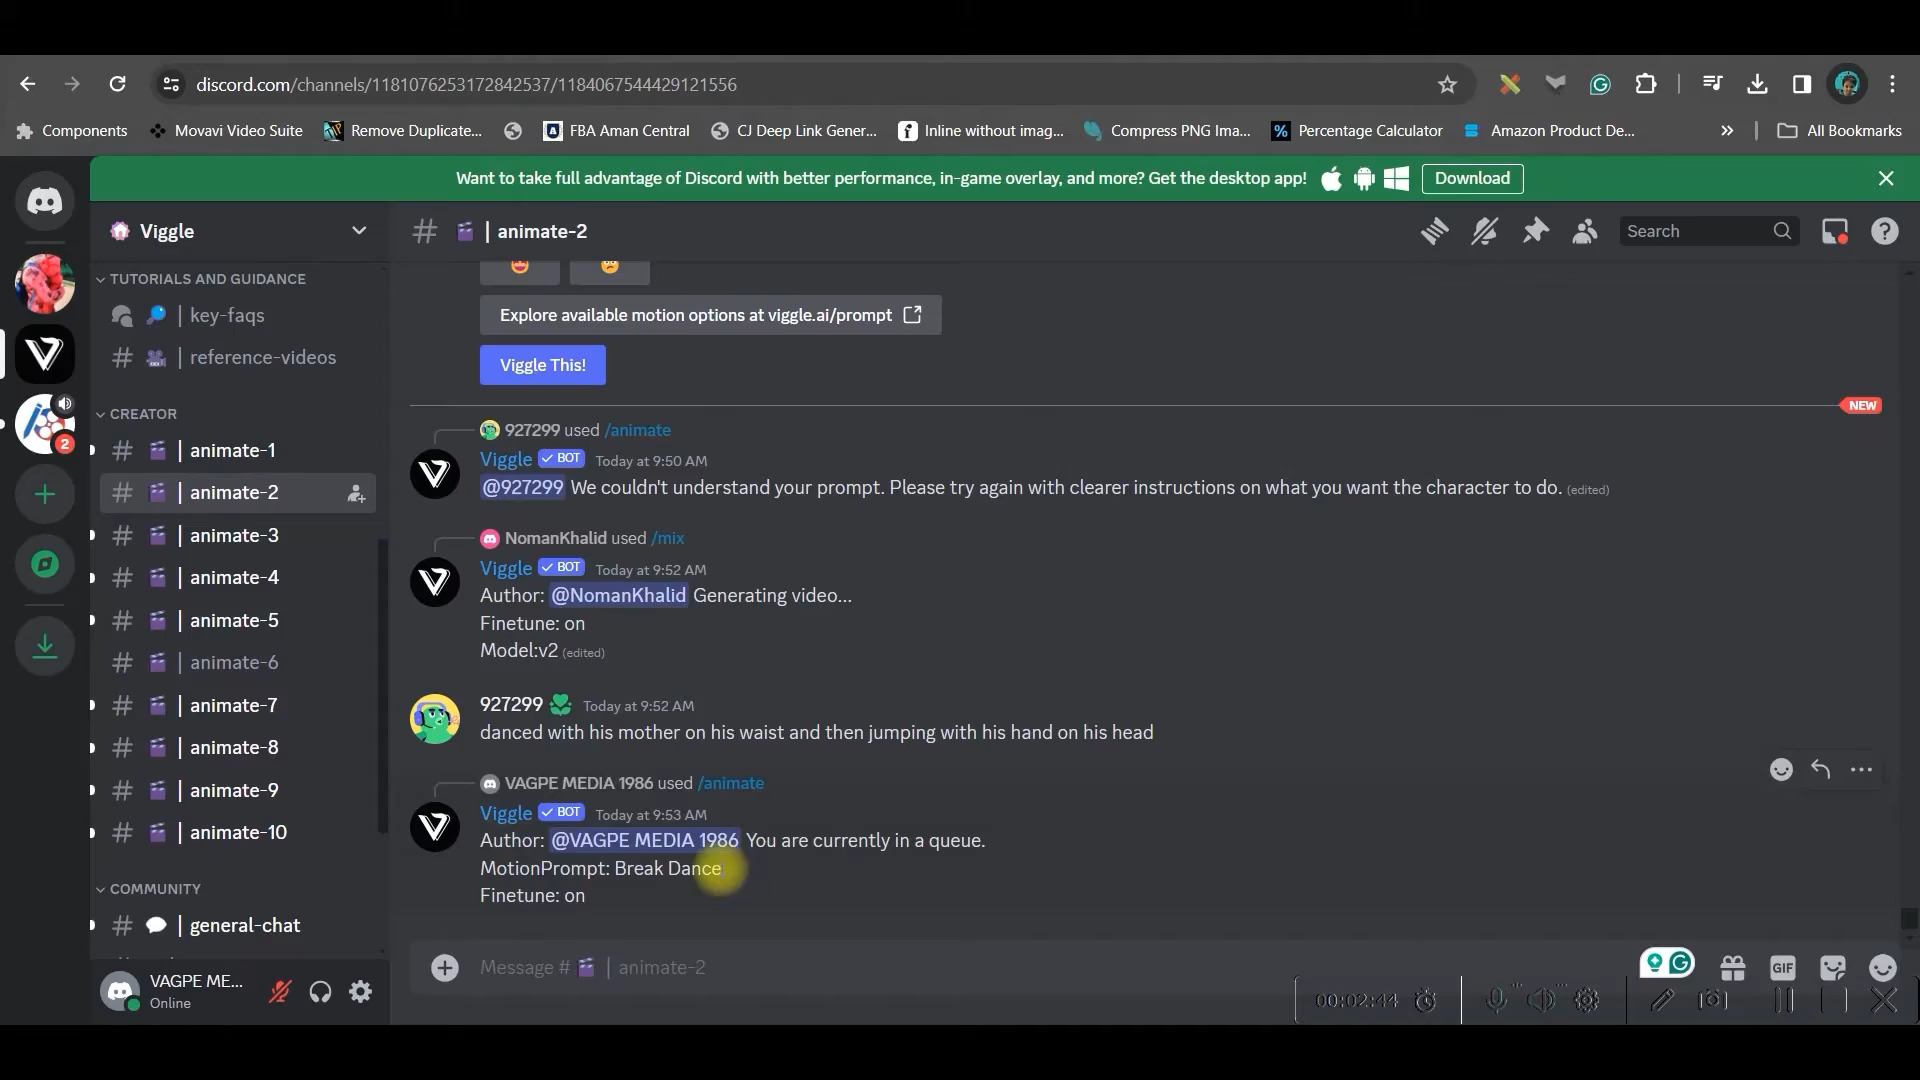 discord.com/channels/1181076253172842537/1184067544429121556
Components
Movavi Video Suite
Remove Duplicate...
FBA Aman Central
CJ Deep Link Gener...
Inline without imag...
Compress PNG Ima...
Percentage Calculator
Amazon Product De...
All Bookmarks
Want to take full advantage of Discord with better performance, in-game overlay, and more? Get the desktop app!
Download
Viggle
# | animate-2
Search
TUTORIALS AND GUIDANCE
| key-faqs
# | reference-videos
CREATOR
# | animate-1
# | animate-2
# | animate-3
# | animate-4
# | animate-5
# | animate-6
# | animate-7
# | animate-8
# | animate-9
# | animate-10
COMMUNITY
# | general-chat
2
VAGPE ME...
Online
Explore available motion options at viggle.ai/prompt
Viggle This!
NEW
927299 used /animate
Viggle BOT Today at 9:50 AM
@927299 We couldn't understand your prompt. Please try again with clearer instructions on what you want the character to do. (edited)
NomanKhalid used /mix
Viggle BOT Today at 9:52 AM
Author: @NomanKhalid Generating video...
Finetune: on
Model:v2 (edited)
927299 Today at 9:52 AM
danced with his mother on his waist and then jumping with his hand on his head
VAGPE MEDIA 1986 used /animate
Viggle BOT Today at 9:53 AM
Author: @VAGPE MEDIA 1986 You are currently in a queue.
MotionPrompt: Break Dance
Finetune: on
Message # | animate-2
GIF
00:02:44